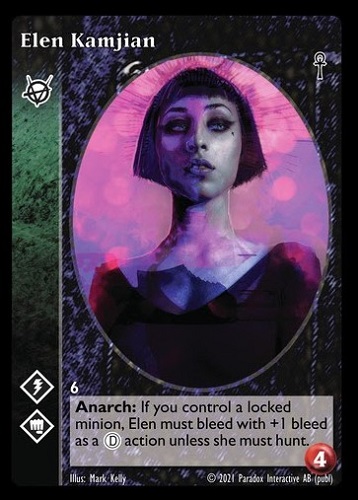 Elen Kamjian
6
Anarch: If you control a locked
minion, Elen must bleed with +1 bleed
as a D action unless she must hunt.
4
Illus: Mark Kelly © 2021 Paradox Interactive AB (publ)